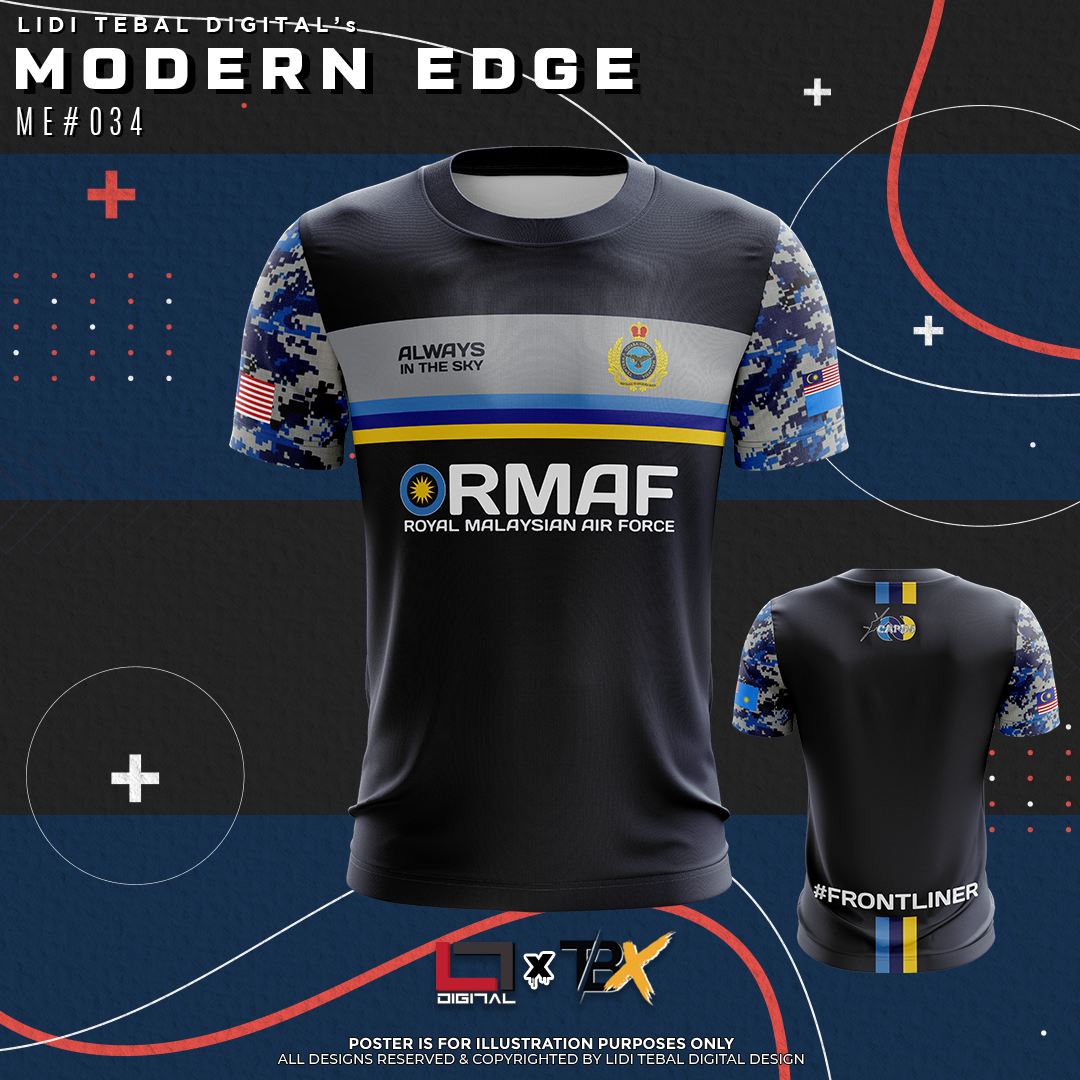 LIDI TEBAL DIGITAL's
MODERN EDGE
ME#034
ALWAYS
IN THE SKY
RMAF
ROYAL MALAYSIAN AIR FORCE
#FRONTLINER
DIGITAL
X
TBX
POSTER IS FOR ILLUSTRATION PURPOSES ONLY
ALL DESIGNS RESERVED & COPYRIGHTED BY LIDI TEBAL DIGITAL DESIGN